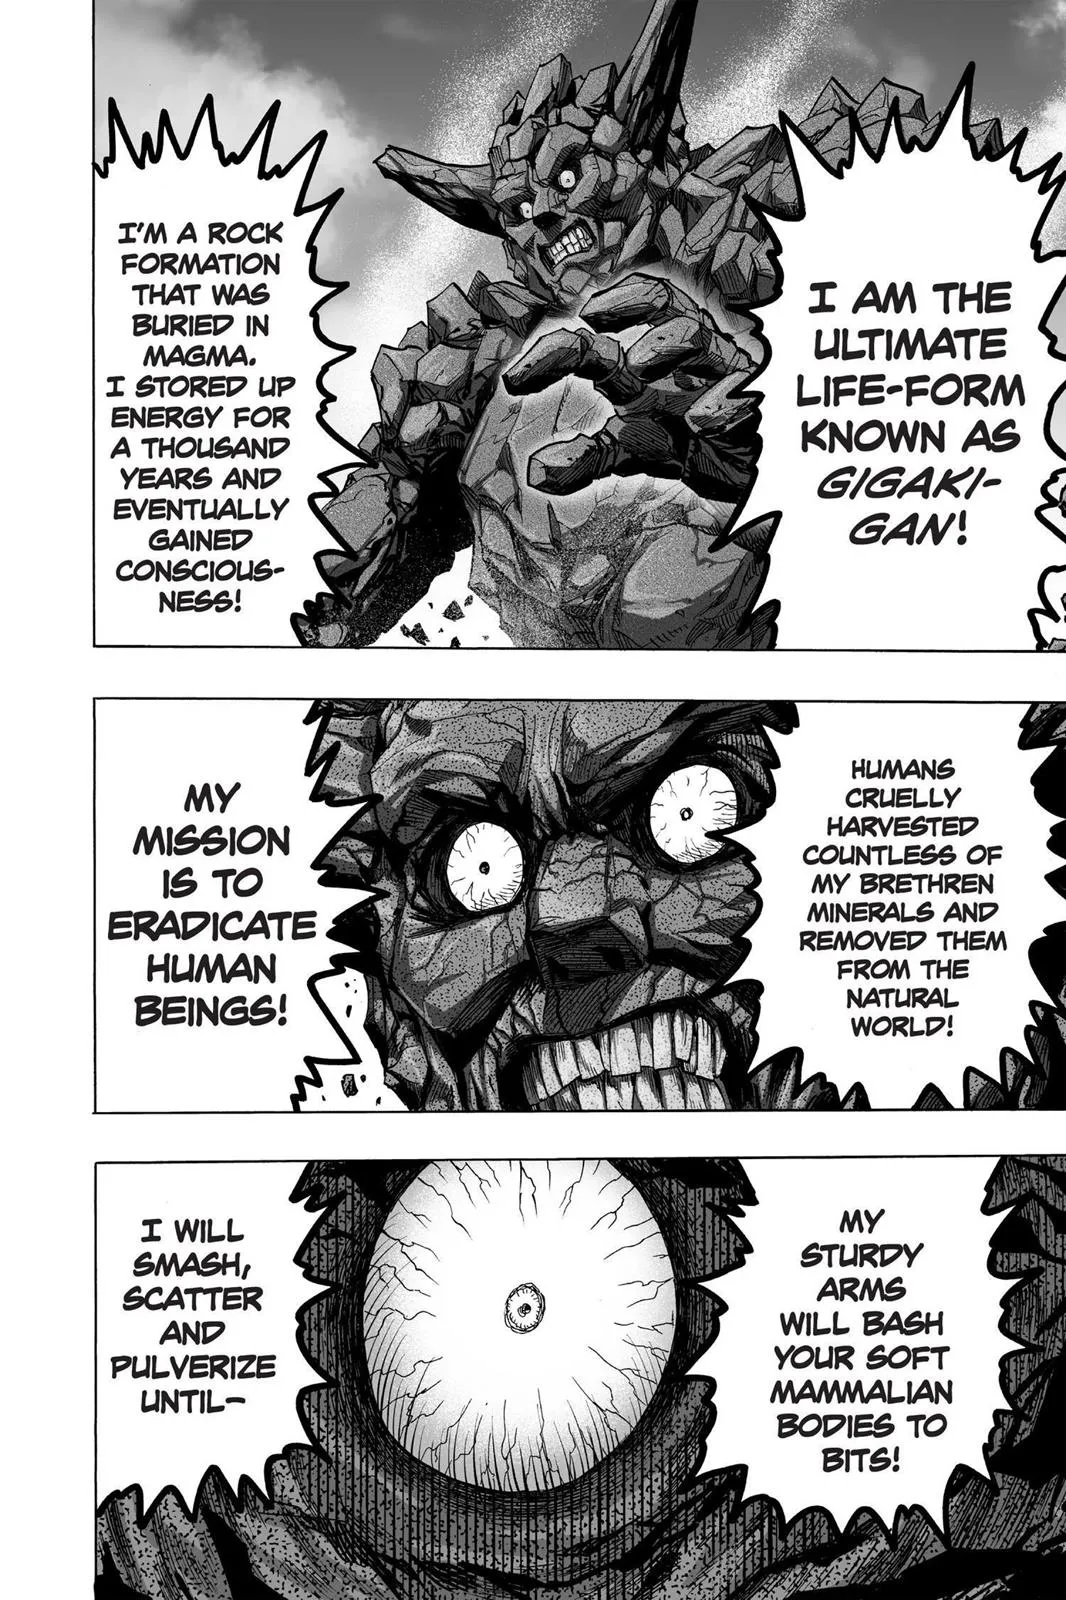 I AM THE
ULTIMATE
LIFE-FORM
KNOWN AS
GIGAKI-
GAN!
I'M A ROCK
FORMATION
THAT WAS
BURIED IN
MAGMA.
I STORED UP
ENERGY FOR
A THOUSAND
YEARS AND
EVENTUALLY
GAINED
CONSCIOUS-
NESS!
HUMANS
CRUELLY
HARVESTED
COUNTLESS OF
MY BRETHREN
MINERALS AND
REMOVED THEM
FROM THE
NATURAL
WORLD!
MY
MISSION
IS TO
ERADICATE
HUMAN
BEINGS!
MY
STURDY
ARMS
WILL BASH
YOUR SOFT
MAMMALIAN
BODIES TO
BITS!
I WILL
SMASH,
SCATTER
AND
PULVERIZE
UNTIL–